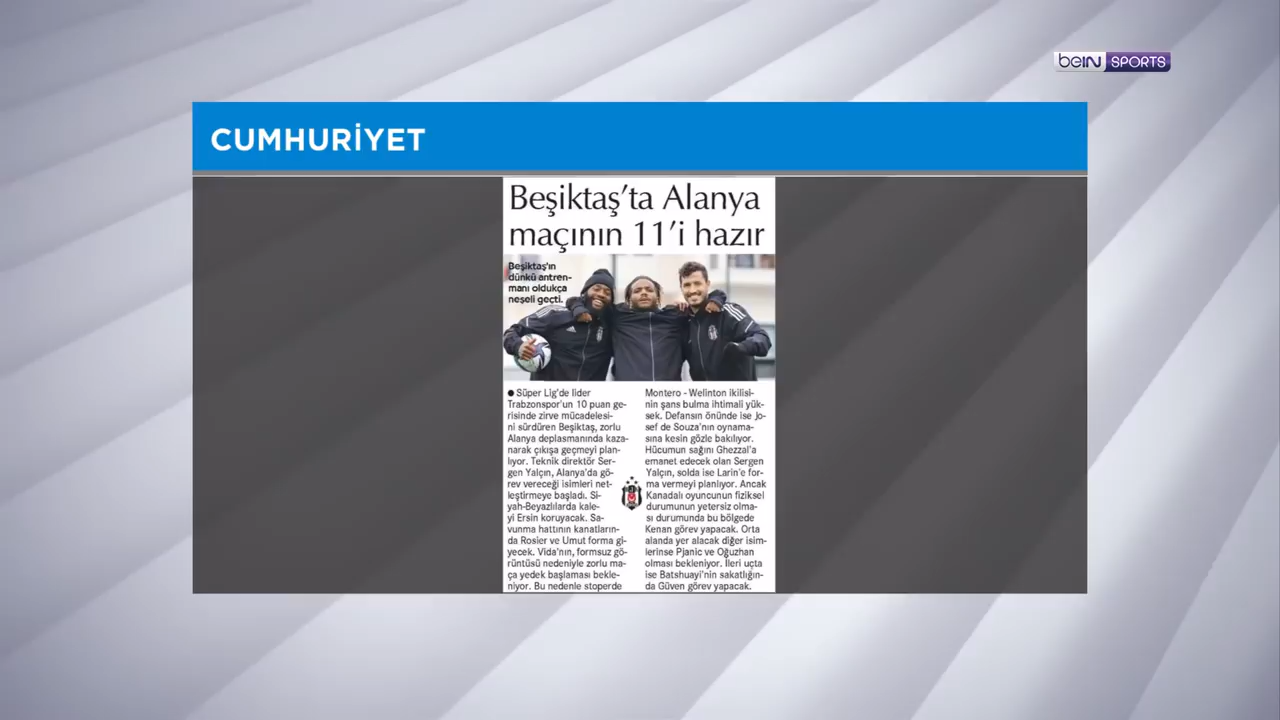 beIN SPORTS
CUMHURİYET
Beşiktaş’ta Alanya
maçının 11’i hazır
Beşiktaş’ın
dünkü antren-
manı oldukça
neşeli geçti.
● Süper Lig’de lider
Trabzonspor’un 10 puan ge-
risinde zirve mücadelesi-
ni sürdüren Beşiktaş, zorlu
Alanya deplasmanında kaza-
narak çıkışa geçmeyi plan-
lıyor. Teknik direktör Ser-
gen Yalçın, Alanya’da gö-
rev vereceği isimleri net-
leştirmeye başladı. Si-
yah-Beyazlılarda kale-
yi Ersin koruyacak. Sa-
vunma hattının kanatların-
da Rosier ve Umut forma gi-
yecek. Vida’nın, formsuz gö-
rüntüsü nedeniyle zorlu ma-
ça yedek başlaması bekle-
niyor. Bu nedenle stoperde
Montero - Welinton ikilisi-
nin şans bulma ihtimali yük-
sek. Defansın önünde ise Jo-
sef de Souza’nın oynama-
sına kesin gözle bakılıyor.
Hücumun sağını Ghezzal’a
emanet edecek olan Sergen
Yalçın, solda ise Larin’e for-
ma vermeyi planlıyor. Ancak
Kanadalı oyuncunun fiziksel
durumunun yetersiz olma-
sı durumunda bu bölgede
Kenan görev yapacak. Orta
alanda yer alacak diğer isim-
lerinse Pjanic ve Oğuzhan
olması bekleniyor. İleri uçta
ise Batshuayi’nin sakatlığın-
da Güven görev yapacak.